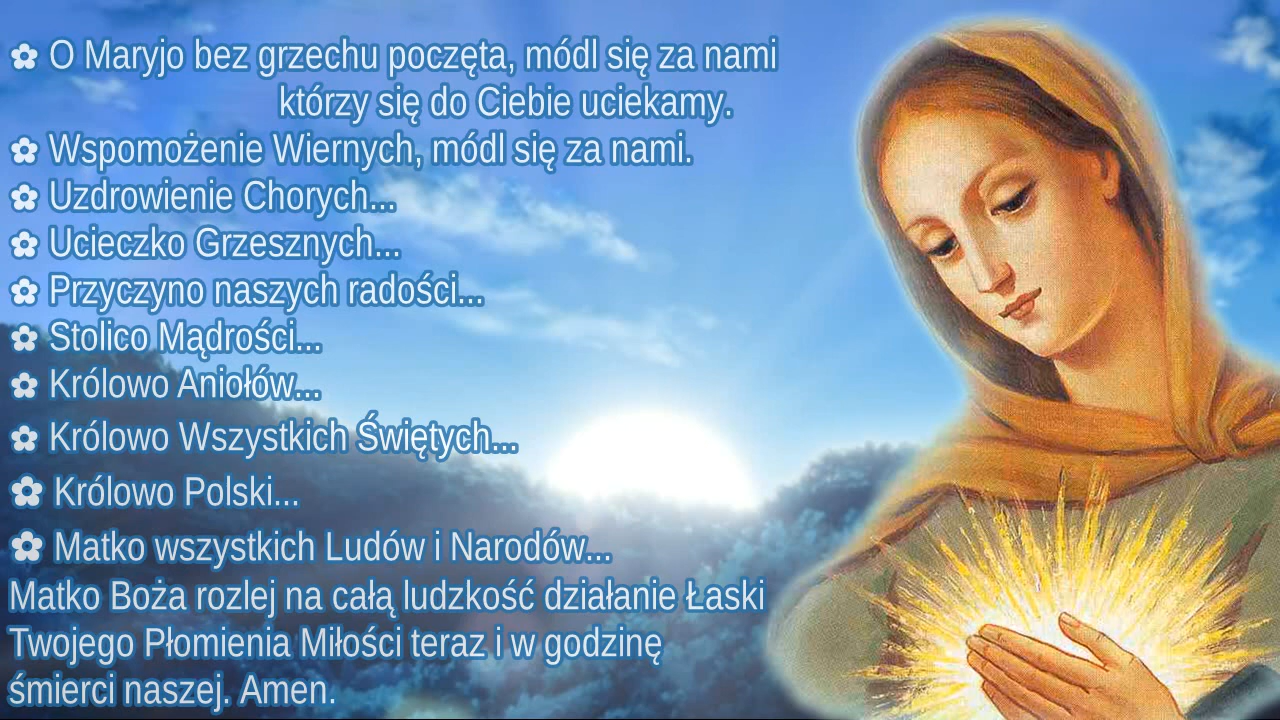 ✿ O Maryjo bez grzechu poczęta, módl się za nami
którzy się do Ciebie uciekamy.
✿ Wspomożenie Wiernych, módl się za nami.
✿ Uzdrowienie Chorych...
✿ Ucieczko Grzesznych...
✿ Przyczyno naszych radości...
✿ Stolico Mądrości...
✿ Królowo Aniołów...
✿ Królowo Wszystkich Świętych...
✿ Królowo Polski...
✿ Matko wszystkich Ludów i Narodów...
Matko Boża rozlej na całą ludzkość działanie Łaski
Twojego Płomienia Miłości teraz i w godzinę
śmierci naszej. Amen.